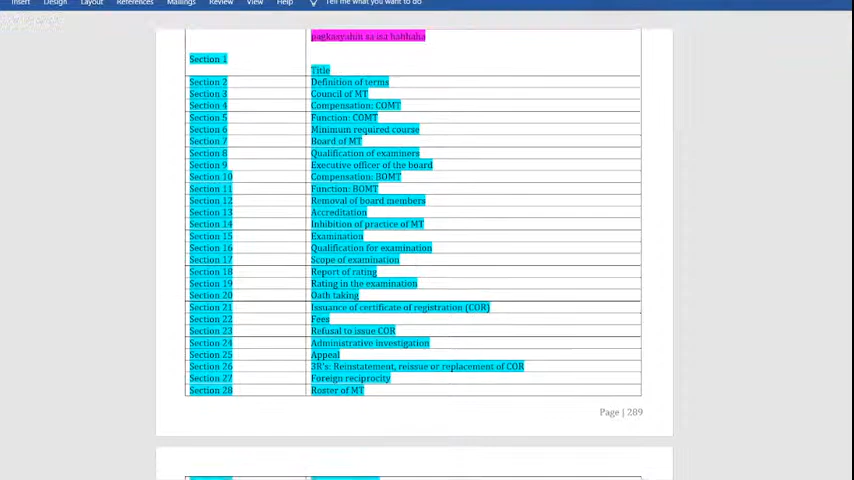 Insert Design Layout References Mailings Review View Help Tell me what you want to do
pagkasyahin sa isa hahhaha
Section 1 Title
Section 2 Definition of terms
Section 3 Council of MT
Section 4 Compensation: COMT
Section 5 Function: COMT
Section 6 Minimum required course
Section 7 Board of MT
Section 8 Qualification of examiners
Section 9 Executive officer of the board
Section 10 Compensation: BOMT
Section 11 Function: BOMT
Section 12 Removal of board members
Section 13 Accreditation
Section 14 Inhibition of practice of MT
Section 15 Examination
Section 16 Qualification for examination
Section 17 Scope of examination
Section 18 Report of rating
Section 19 Rating in the examination
Section 20 Oath taking
Section 21 Issuance of certificate of registration (COR)
Section 22 Fees
Section 23 Refusal to issue COR
Section 24 Administrative investigation
Section 25 Appeal
Section 26 3R's: Reinstatement, reissue or replacement of COR
Section 27 Foreign reciprocity
Section 28 Roster of MT
Page | 289